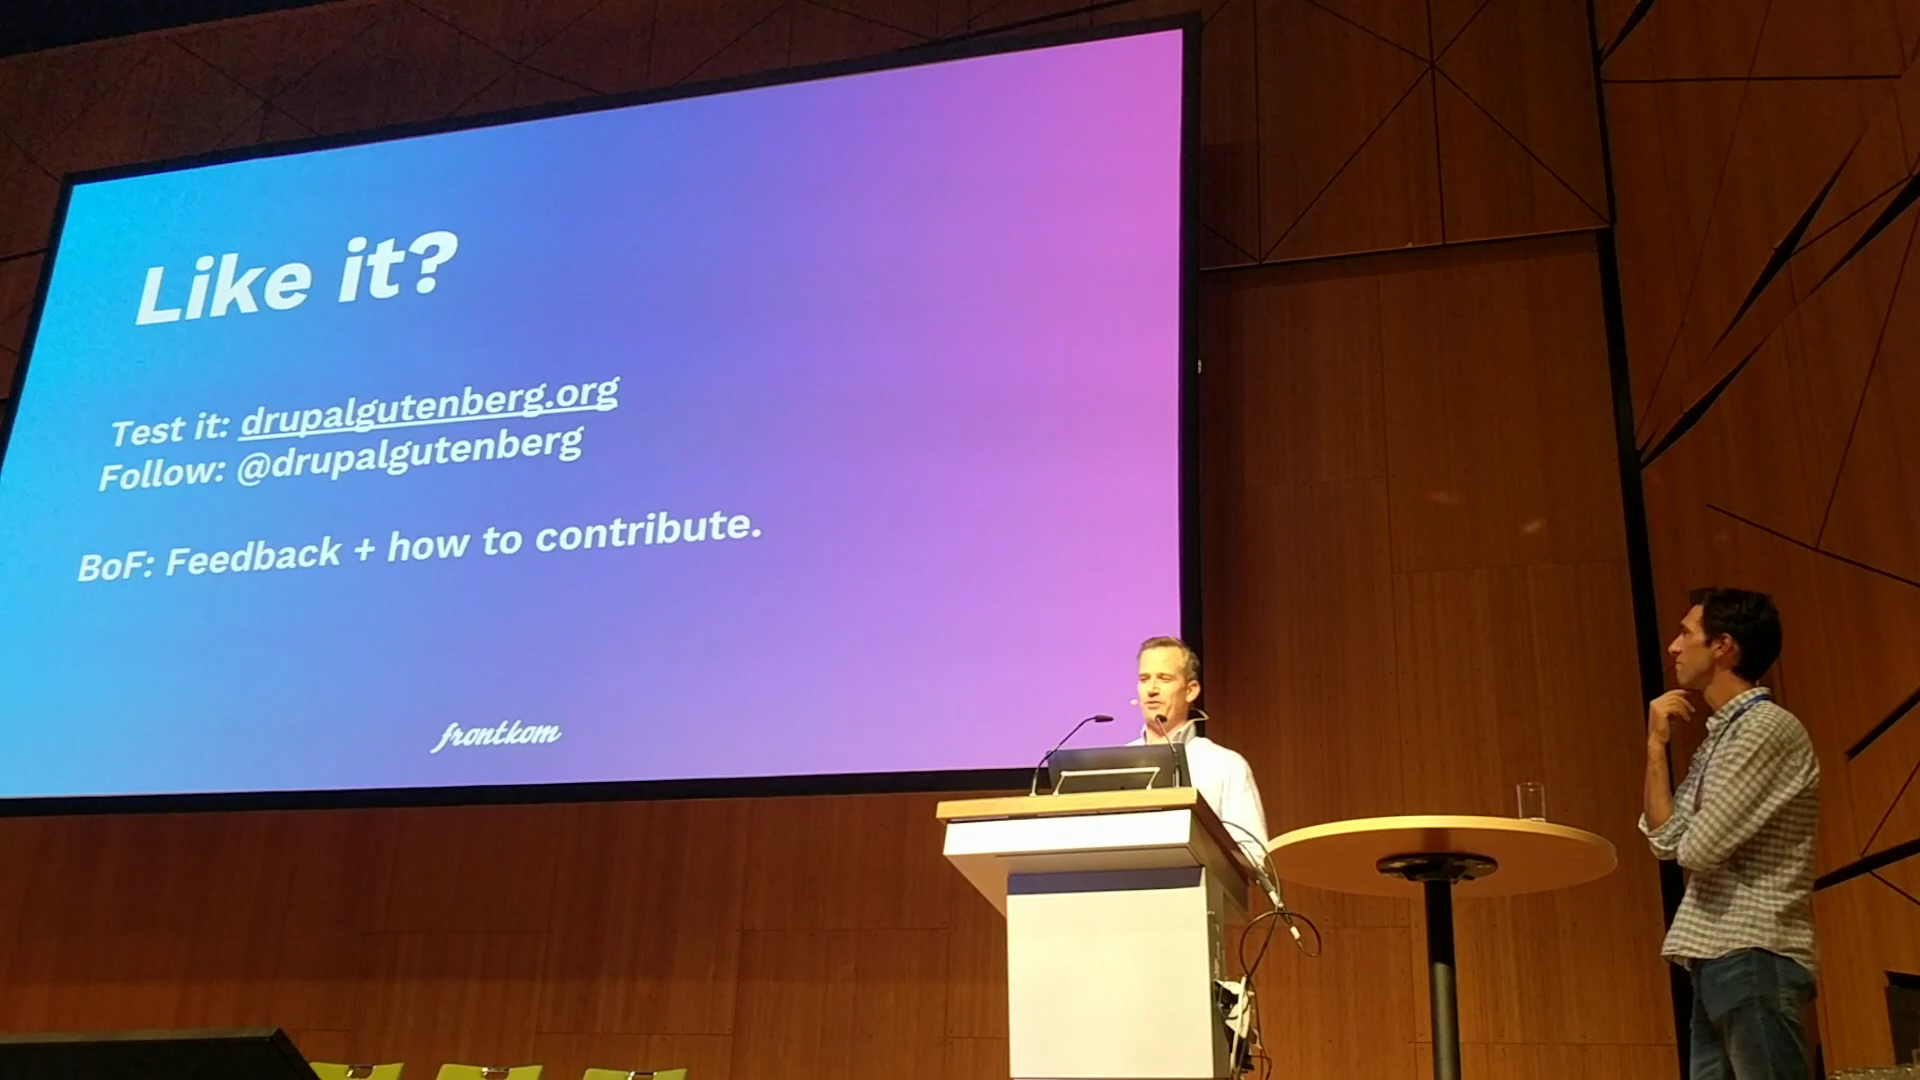 Like it?
Test it: drupalgutenberg.org
Follow: @drupalgutenberg
BoF: Feedback + how to contribute.
frontkom